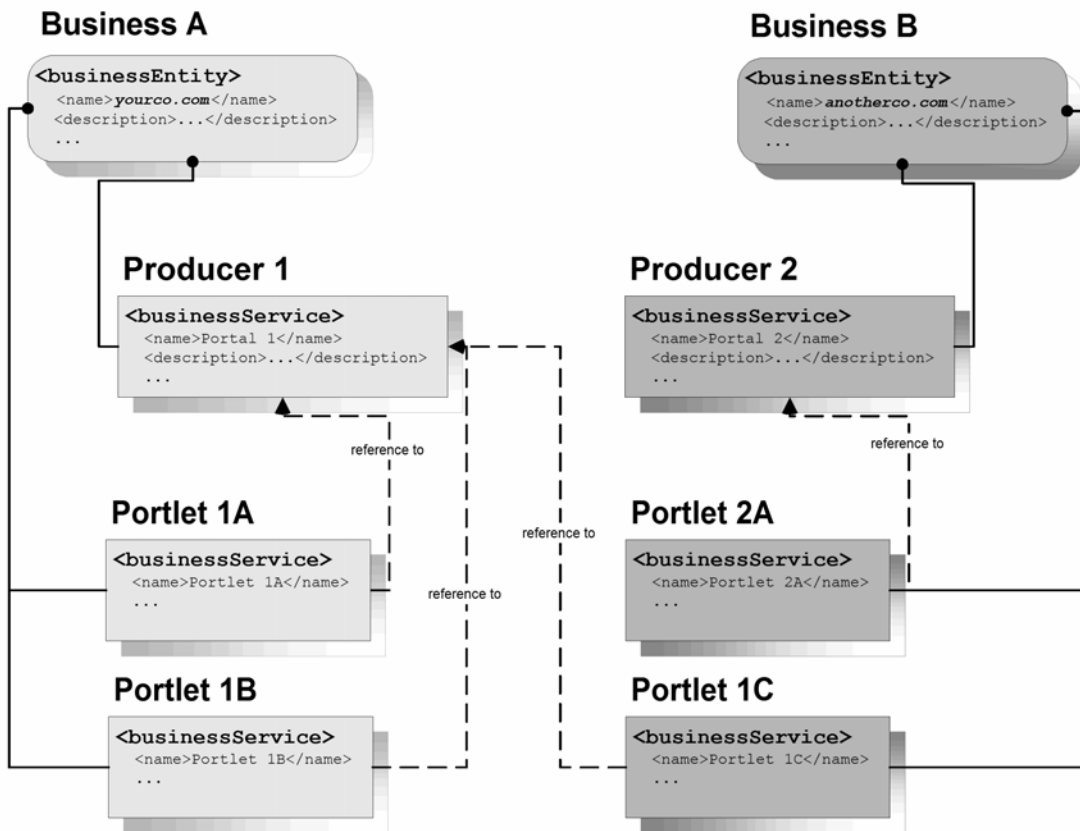 Business A
<businessEntity>
<name>yourco.com</name>
<description>...</description>
...
Business B
<businessEntity>
<name>anotherco.com</name>
<description>...</description>
...
Producer 1
<businessService>
<name>Portal 1</name>
<description>...</description>
...
Producer 2
<businessService>
<name>Portal 2</name>
<description>...</description>
...
reference to
reference to
Portlet 1A
<businessService>
<name>Portlet 1A</name>
...
reference to
reference to
Portlet 2A
<businessService>
<name>Portlet 2A</name>
...
Portlet 1B
<businessService>
<name>Portlet 1B</name>
...
Portlet 1C
<businessService>
<name>Portlet 1C</name>
...